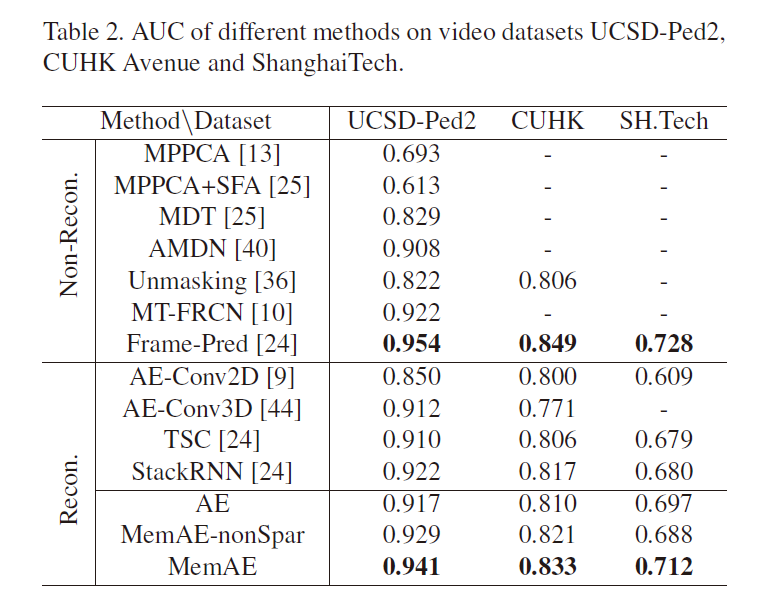 Table 2. AUC of different methods on video datasets UCSD-Ped2,
CUHK Avenue and ShanghaiTech.
Method\Dataset UCSD-Ped2 CUHK SH.Tech
Non-Recon.
MPPCA [13] 0.693 - -
MPPCA+SFA [25] 0.613 - -
MDT [25] 0.829 - -
AMDN [40] 0.908 - -
Unmasking [36] 0.822 0.806 -
MT-FRCN [10] 0.922 - -
Frame-Pred [24] 0.954 0.849 0.728
Recon.
AE-Conv2D [9] 0.850 0.800 0.609
AE-Conv3D [44] 0.912 0.771 -
TSC [24] 0.910 0.806 0.679
StackRNN [24] 0.922 0.817 0.680
AE 0.917 0.810 0.697
MemAE-nonSpar 0.929 0.821 0.688
MemAE 0.941 0.833 0.712